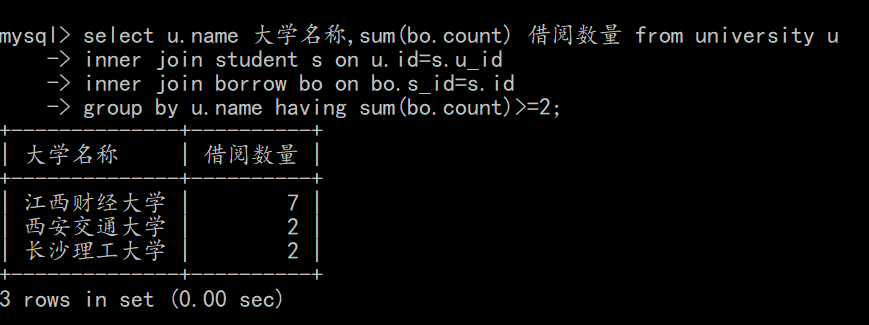 mysql> select u.name 大学名称,sum(bo.count) 借阅数量 from university u
    -> inner join student s on u.id=s.u_id
    -> inner join borrow bo on bo.s_id=s.id
    -> group by u.name having sum(bo.count)>=2;
+--------------+----------+
| 大学名称     | 借阅数量 |
+--------------+----------+
| 江西财经大学 |        7 |
| 西安交通大学 |        2 |
| 长沙理工大学 |        2 |
+--------------+----------+
3 rows in set (0.00 sec)